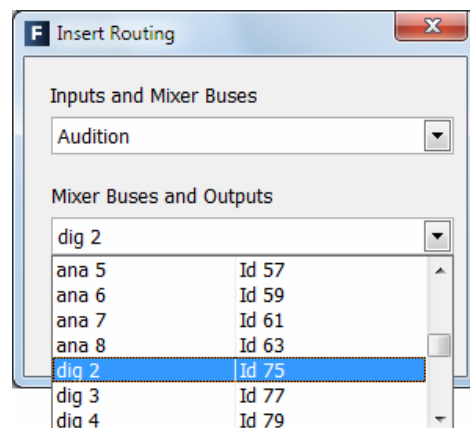 F Insert Routing
Inputs and Mixer Buses
Audition
Mixer Buses and Outputs
dig 2
ana 5 Id 57
ana 6 Id 59
ana 7 Id 61
ana 8 Id 63
dig 2 Id 75
dig 3 Id 77
dig 4 Id 79